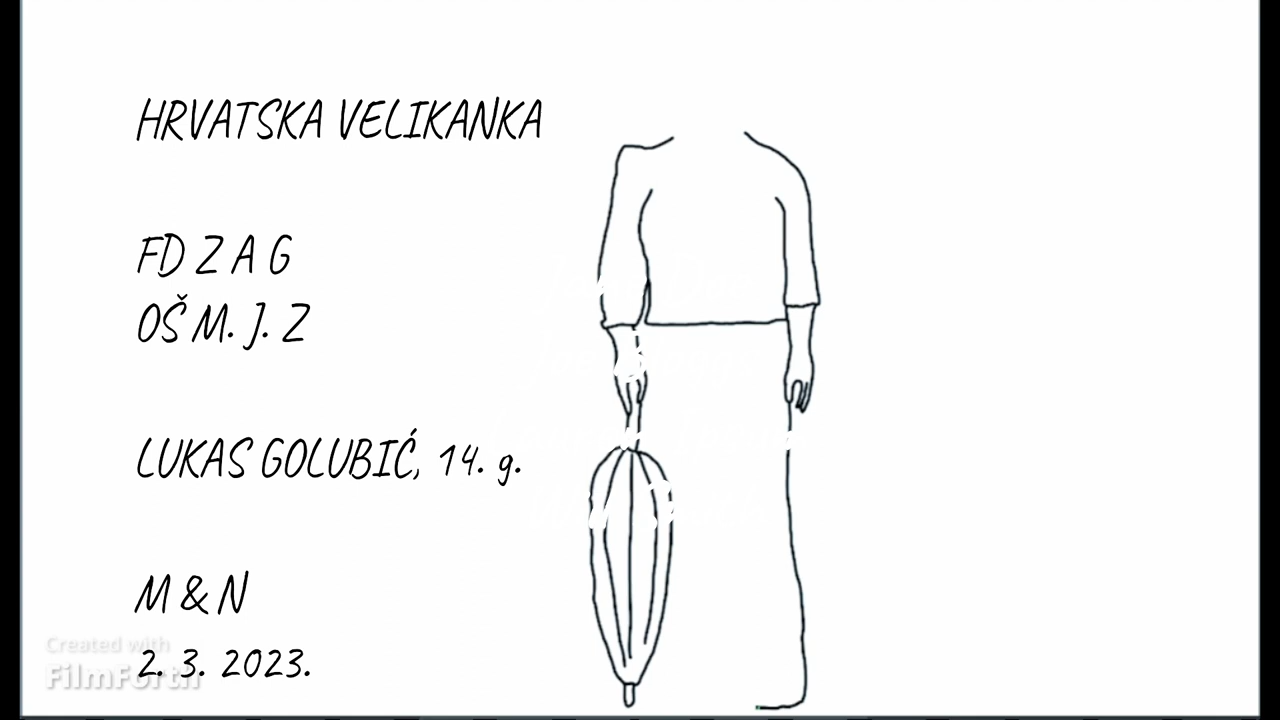 HRVATSKA VELIKANKA
FD Z A G
OŠ M. J. Z
LUKAS GOLUBIĆ, 14. g.
M & N
Created with
2. 3. 2023.
FilmForth